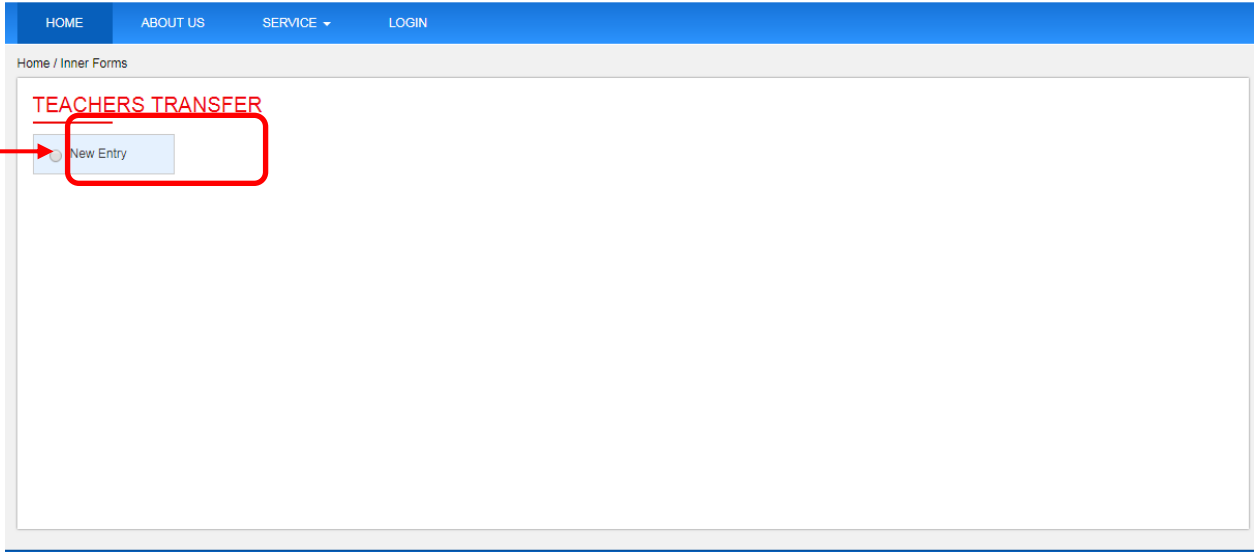 HOME ABOUT US SERVICE LOGIN
Home / Inner Forms
TEACHERS TRANSFER
New Entry